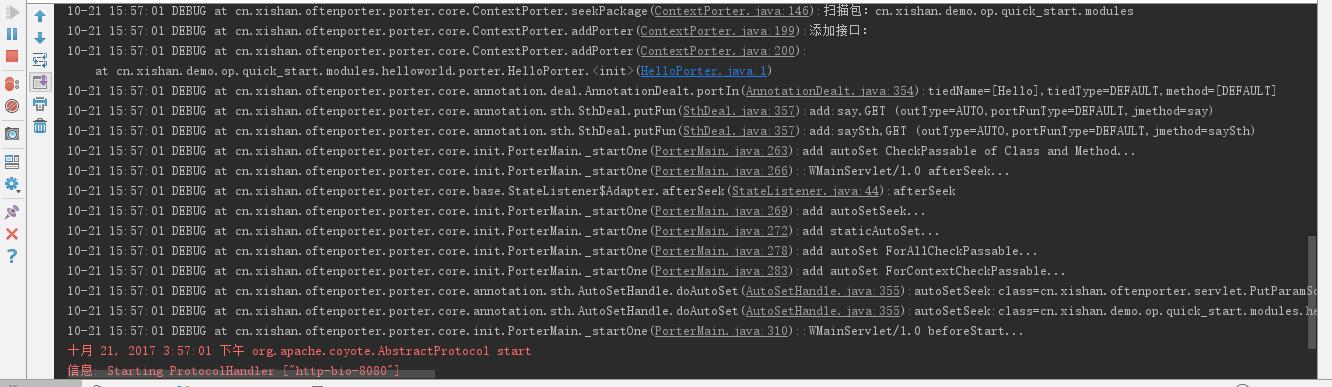 10-21 15:57:01 DEBUG at cn.xishan.oftenporter.porter.core.ContextPorter.seekPackage(ContextPorter.java:146):扫描包：cn.xishan.demo.op.quick_start.modules
10-21 15:57:01 DEBUG at cn.xishan.oftenporter.porter.core.ContextPorter.addPorter(ContextPorter.java:199):添加接口：
10-21 15:57:01 DEBUG at cn.xishan.oftenporter.porter.core.ContextPorter.addPorter(ContextPorter.java:200):
at cn.xishan.demo.op.quick_start.modules.helloworld.porter.HelloPorter.<init>(HelloPorter.java:1)
10-21 15:57:01 DEBUG at cn.xishan.oftenporter.porter.core.annotation.deal.AnnotationDealt.portIn(AnnotationDealt.java:354):tiedName=[Hello],tiedType=DEFAULT,method=[DEFAULT]
10-21 15:57:01 DEBUG at cn.xishan.oftenporter.porter.core.annotation.sth.SthDeal.putFun(SthDeal.java:357):add:say,GET (outType=AUTO,portFunType=DEFAULT,jmethod=say)
10-21 15:57:01 DEBUG at cn.xishan.oftenporter.porter.core.annotation.sth.SthDeal.putFun(SthDeal.java:357):add:saySth,GET (outType=AUTO,portFunType=DEFAULT,jmethod=saySth)
10-21 15:57:01 DEBUG at cn.xishan.oftenporter.porter.core.init.PorterMain._startOne(PorterMain.java:263):add autoSet CheckPassable of Class and Method...
10-21 15:57:01 DEBUG at cn.xishan.oftenporter.porter.core.init.PorterMain._startOne(PorterMain.java:266)::WMainServlet/1.0 afterSeek...
10-21 15:57:01 DEBUG at cn.xishan.oftenporter.porter.core.base.StateListener$Adapter.afterSeek(StateListener.java:44):afterSeek
10-21 15:57:01 DEBUG at cn.xishan.oftenporter.porter.core.init.PorterMain._startOne(PorterMain.java:269):add autoSetSeek...
10-21 15:57:01 DEBUG at cn.xishan.oftenporter.porter.core.init.PorterMain._startOne(PorterMain.java:272):add staticAutoSet...
10-21 15:57:01 DEBUG at cn.xishan.oftenporter.porter.core.init.PorterMain._startOne(PorterMain.java:278):add autoSet ForAllCheckPassable...
10-21 15:57:01 DEBUG at cn.xishan.oftenporter.porter.core.init.PorterMain._startOne(PorterMain.java:283):add autoSet ForContextCheckPassable...
10-21 15:57:01 DEBUG at cn.xishan.oftenporter.porter.core.annotation.sth.AutoSetHandle.doAutoSet(AutoSetHandle.java:355):autoSetSeek:class=cn.xishan.oftenporter.servlet.PutParamSo
10-21 15:57:01 DEBUG at cn.xishan.oftenporter.porter.core.annotation.sth.AutoSetHandle.doAutoSet(AutoSetHandle.java:355):autoSetSeek:class=cn.xishan.demo.op.quick_start.modules.he
10-21 15:57:01 DEBUG at cn.xishan.oftenporter.porter.core.init.PorterMain._startOne(PorterMain.java:310)::WMainServlet/1.0 beforeStart...
十月 21, 2017 3:57:01 下午 org.apache.coyote.AbstractProtocol start
信息: Starting ProtocolHandler ["http-bio-8080"]